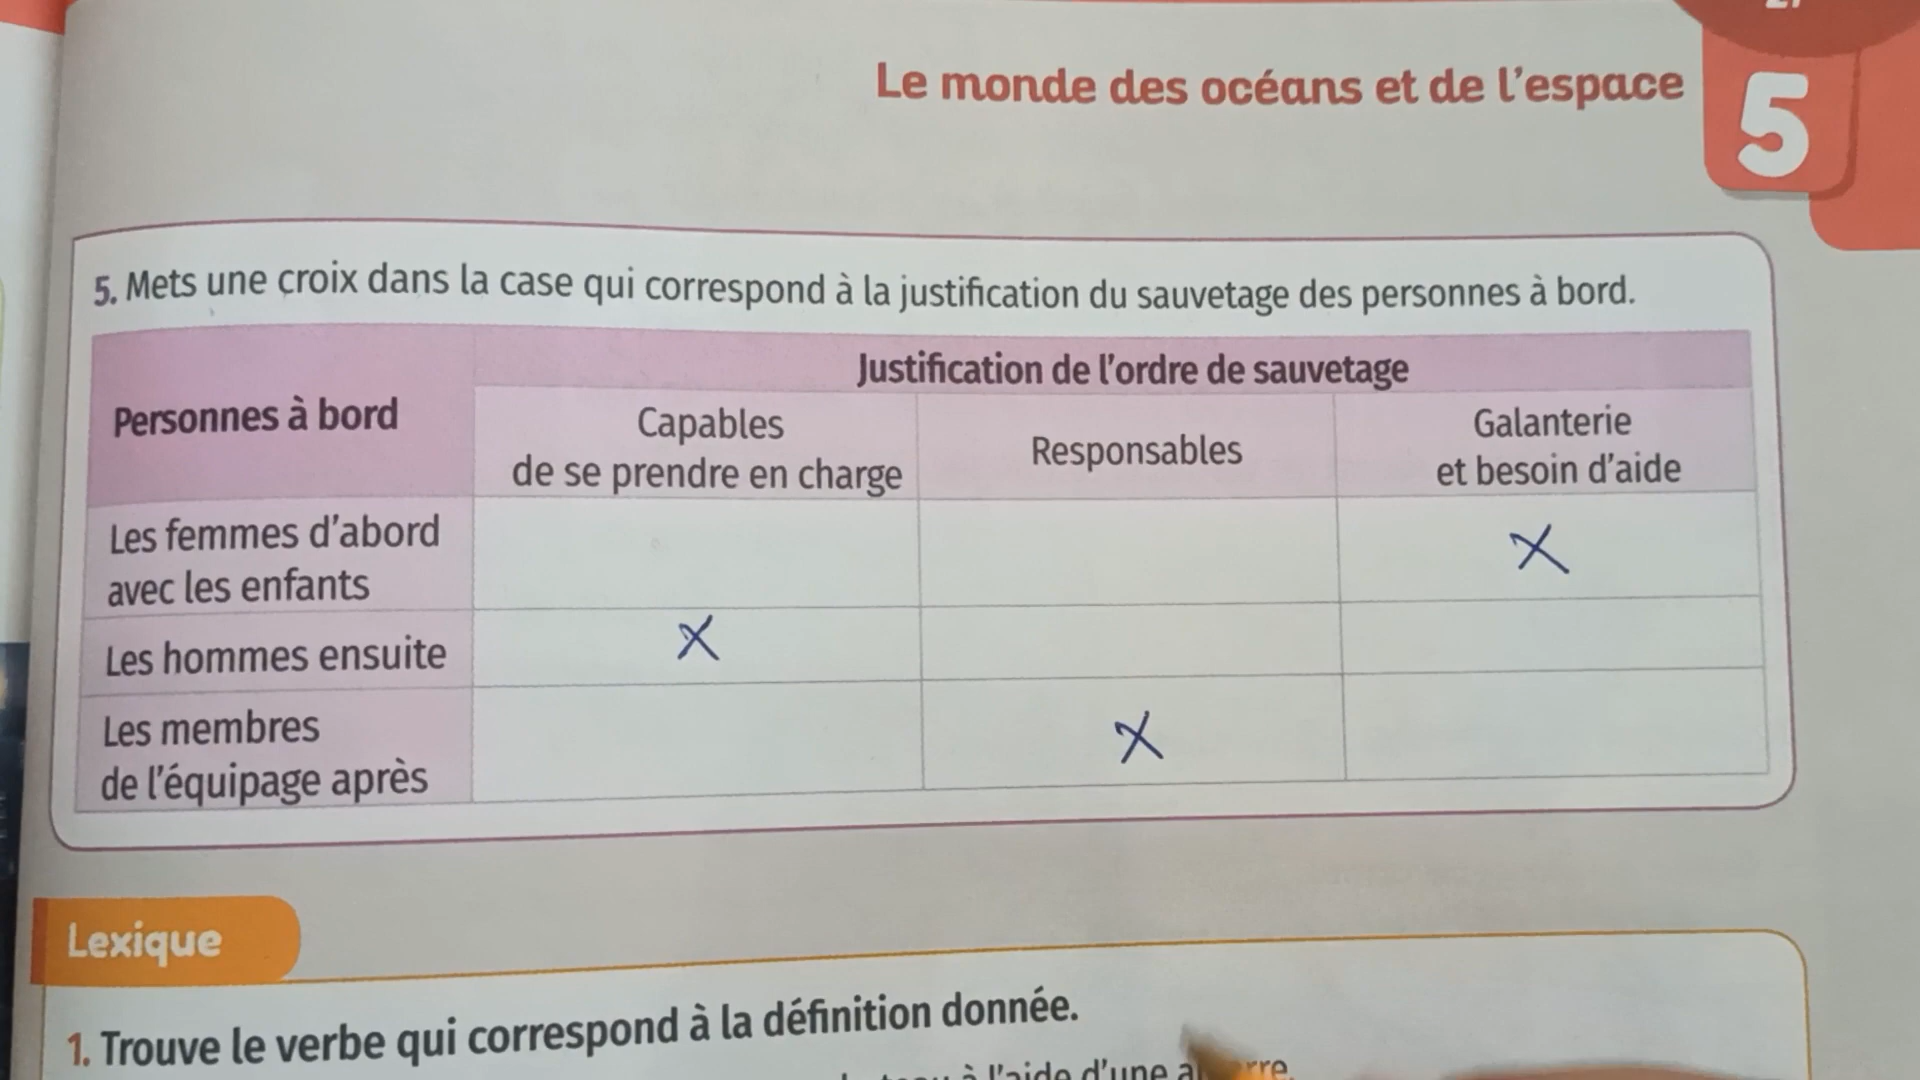 Le monde des océans et de l'espace
5
5. Mets une croix dans la case qui correspond à la justification du sauvetage des personnes à bord.
Personnes à bord
Justification de l'ordre de sauvetage
Capables
de se prendre en charge
Responsables
Galanterie
et besoin d'aide
Les femmes d'abord
avec les enfants
X
Les hommes ensuite
X
Les membres
de l'équipage après
X
Lexique
1. Trouve le verbe qui correspond à la définition donnée.
à l'aide d'une